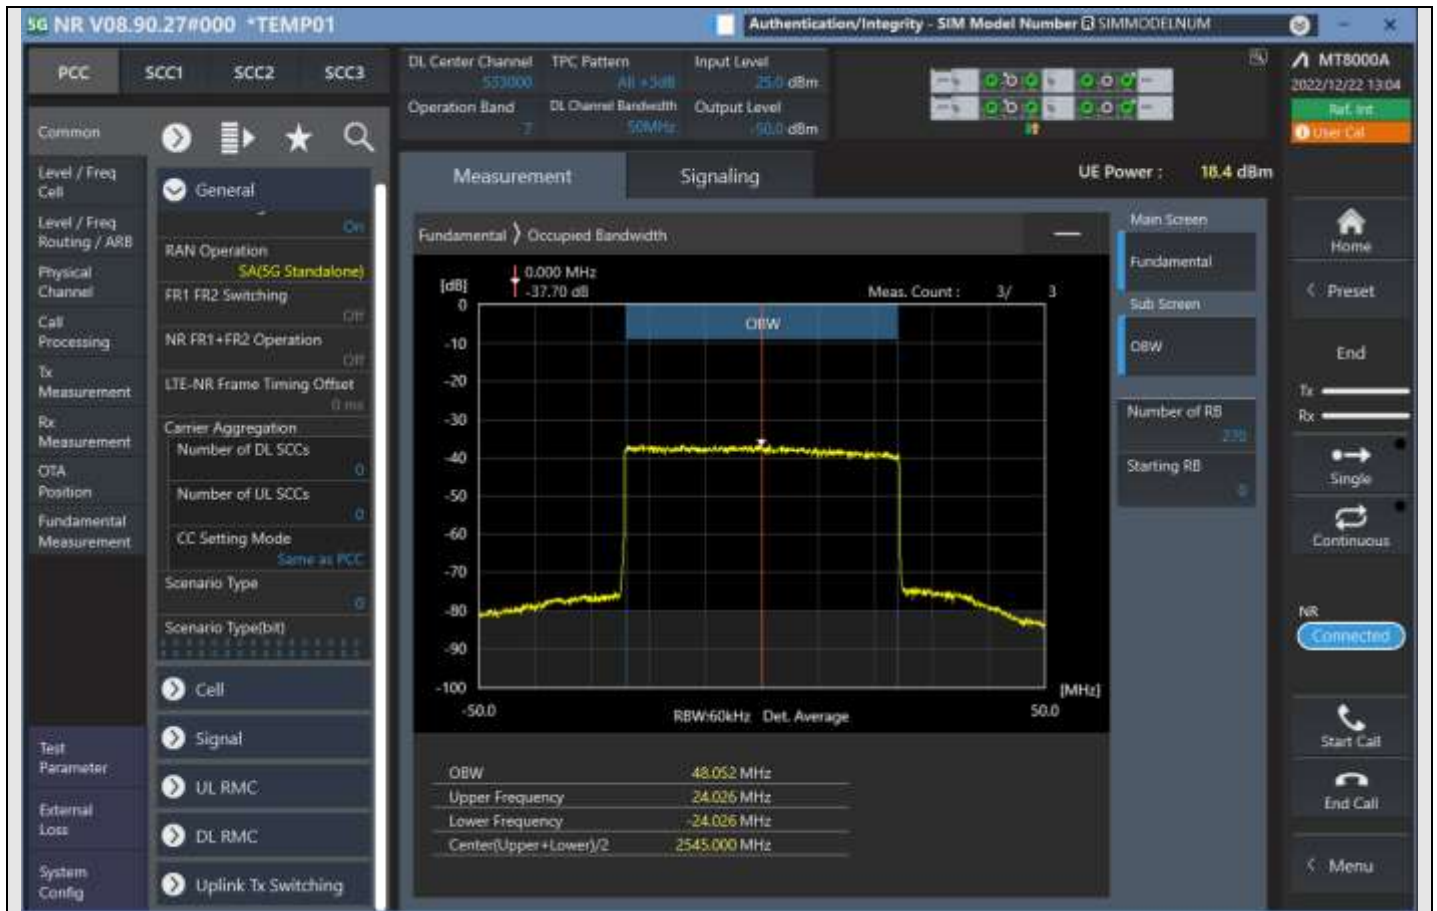 5G NR V08.90.27#000 *TEMP01
Authentication/Integrity - SIM Model Number SIMMODELNUM
PCC SCC1 SCC2 SCC3
DL Center Channel TPC Pattern Input Level
533000 All +3dB 25.0 dBm
Operation Band DL Channel Bandwidth Output Level
7 50MHz -50.0 dBm
MT8000A
2022/12/22 13:04
Ref. Int
User Cal
Common
Level / Freq
Cell
Level / Freq
Routing / ARB
Physical
Channel
Call
Processing
Tx
Measurement
Rx
Measurement
OTA
Position
Fundamental
Measurement
Test
Parameter
External
Loss
System
Config
General
On
RAN Operation
SA(5G Standalone)
FR1 FR2 Switching
Off
NR FR1+FR2 Operation
Off
LTE-NR Frame Timing Offset
0 ms
Carrier Aggregation
Number of DL SCCs
0
Number of UL SCCs
0
CC Setting Mode
Same as PCC
Scenario Type
0
Scenario Type(bit)
Cell
Signal
UL RMC
DL RMC
Uplink Tx Switching
Measurement Signaling
UE Power : 18.4 dBm
Fundamental Occupied Bandwidth
[dB]
0.000 MHz
-37.70 dB
Meas. Count : 3/ 3
OBW
0
-10
-20
-30
-40
-50
-60
-70
-80
-90
-100
[MHz]
-50.0 50.0
RBW:60kHz Det. Average
OBW 48.052 MHz
Upper Frequency 24.026 MHz
Lower Frequency -24.026 MHz
Center(Upper+Lower)/2 2545.000 MHz
Main Screen
Fundamental
Sub Screen
OBW
Number of RB
270
Starting RB
0
Home
Preset
End
Tx
Rx
Single
Continuous
NR
Connected
Start Call
End Call
Menu